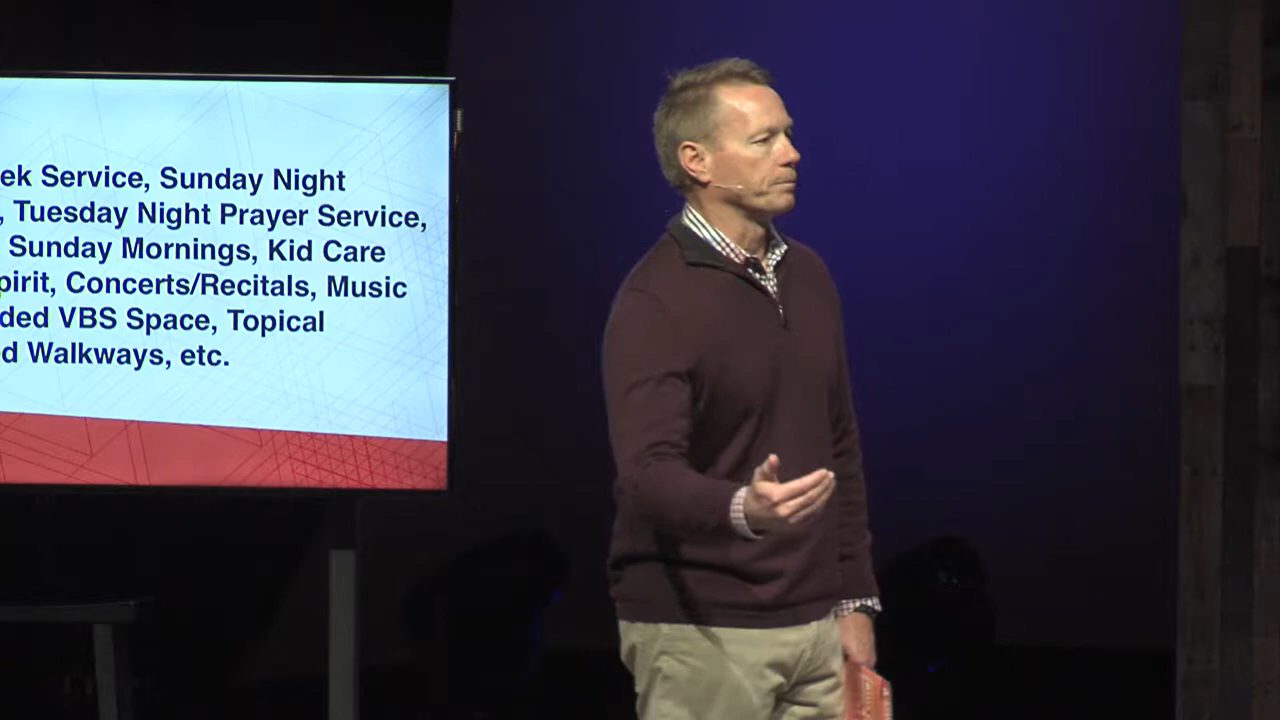 ek Service, Sunday Night
, Tuesday Night Prayer Service,
Sunday Mornings, Kid Care
pirit, Concerts/Recitals, Music
ded VBS Space, Topical
d Walkways, etc.